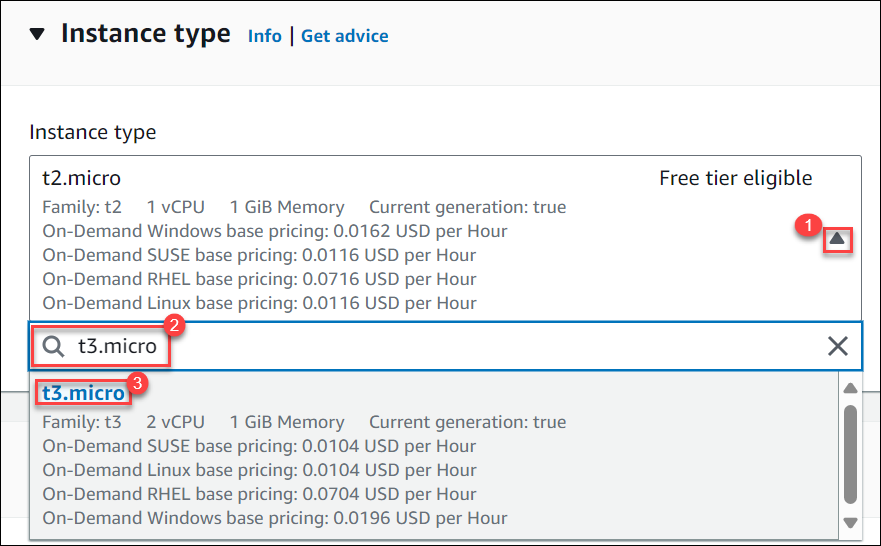 Instance type Info | Get advice
Instance type
t2.micro Free tier eligible
Family: t2 1 vCPU 1 GiB Memory Current generation: true
On-Demand Windows base pricing: 0.0162 USD per Hour
1
On-Demand SUSE base pricing: 0.0116 USD per Hour
On-Demand RHEL base pricing: 0.0716 USD per Hour
On-Demand Linux base pricing: 0.0116 USD per Hour
2
t3.micro
t3.micro 3
Family: t3 2 vCPU 1 GiB Memory Current generation: true
On-Demand SUSE base pricing: 0.0104 USD per Hour
On-Demand Linux base pricing: 0.0104 USD per Hour
On-Demand RHEL base pricing: 0.0704 USD per Hour
On-Demand Windows base pricing: 0.0196 USD per Hour